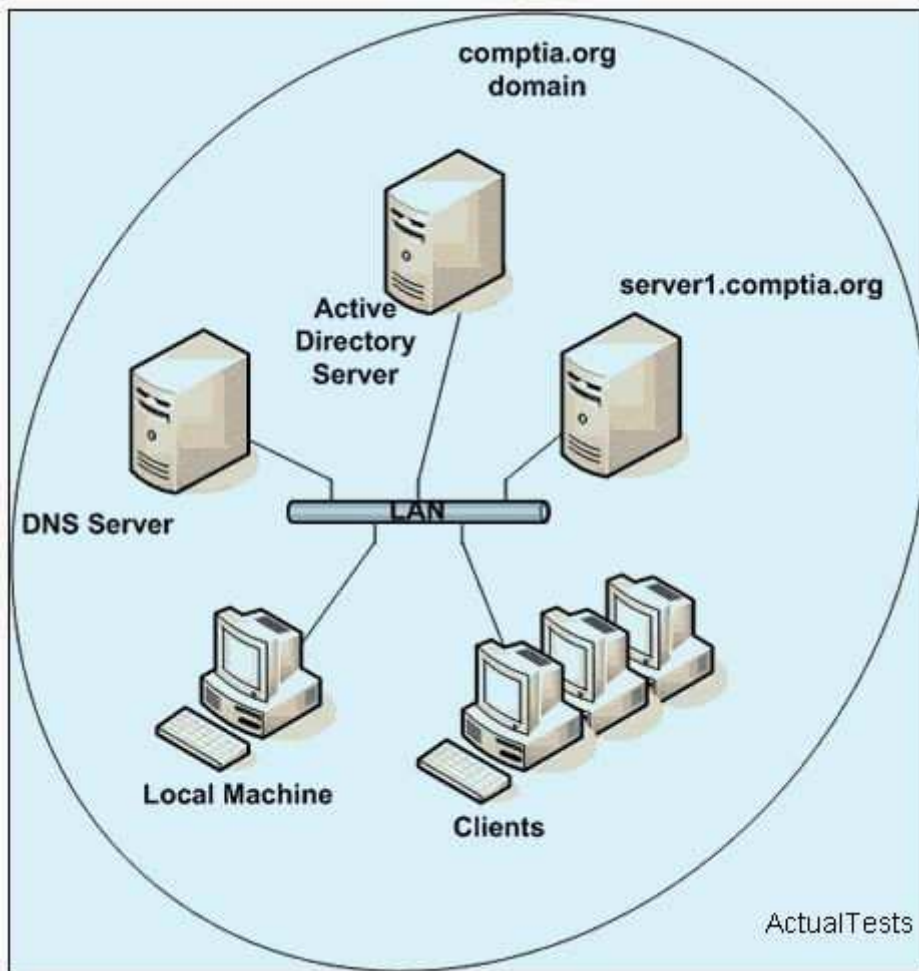 comptia.org
domain
Active
Directory
Server
server1.comptia.org
DNS Server
LAN
Local Machine
Clients
ActualTests